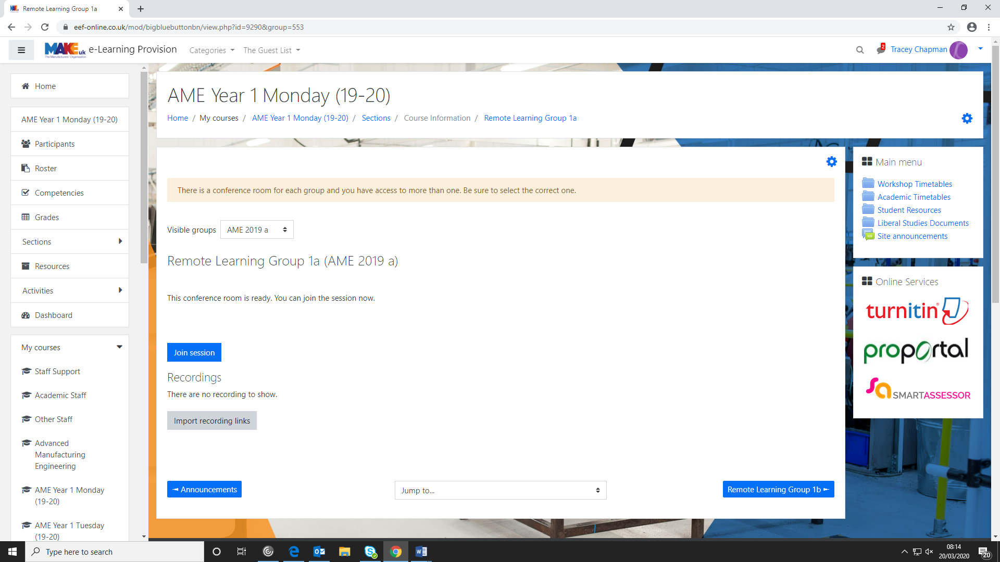 Remote Learning Group 1a
eef-online.co.uk/mod/bigbluebuttonbn/view.php?id=9290&group=553
MAKE uk
The Manufacturers' Organisation
e-Learning Provision
Categories
The Guest List
2
Tracey Chapman
Home
AME Year 1 Monday (19-20)
Participants
Roster
Competencies
Grades
Sections
Resources
Activities
Dashboard
My courses
Staff Support
Academic Staff
Other Staff
Advanced
Manufacturing
Engineering
AME Year 1 Monday
(19-20)
AME Year 1 Tuesday
(19-20)
AME Year 1 Monday (19-20)
Home / My courses / AME Year 1 Monday (19-20) / Sections / Course Information / Remote Learning Group 1a
There is a conference room for each group and you have access to more than one. Be sure to select the correct one.
Visible groups AME 2019 a
Remote Learning Group 1a (AME 2019 a)
This conference room is ready. You can join the session now.
Join session
Recordings
There are no recording to show.
Import recording links
Announcements
Jump to...
Remote Learning Group 1b
Main menu
Workshop Timetables
Academic Timetables
Student Resources
Liberal Studies Documents
Site announcements
Online Services
turnitin
proportal
SMARTASSESSOR
Type here to search
08:14
20/03/2020
20